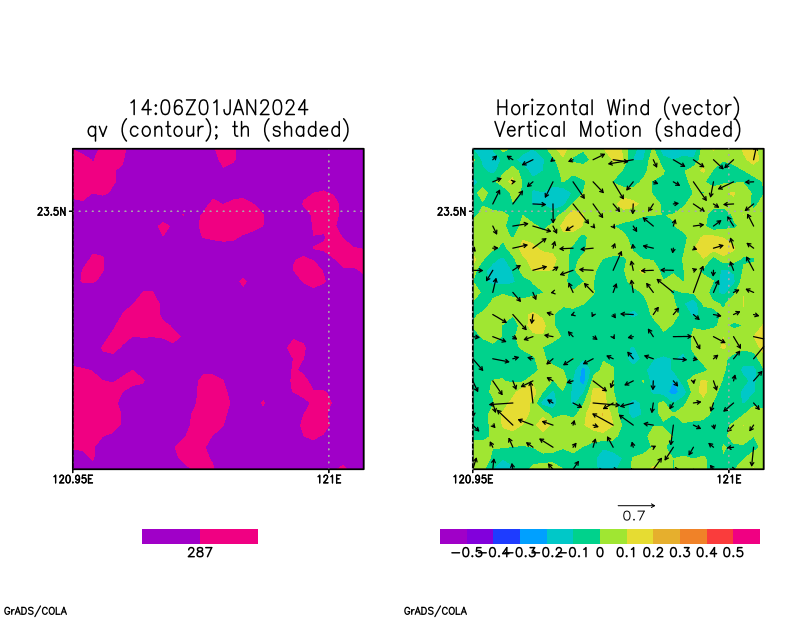 14:06Z01JAN2024
qv (contour); th (shaded)
23.5N
120.95E 121E
287
Horizontal Wind (vector)
Vertical Motion (shaded)
23.5N
120.95E 121E
0.7
-0.5 -0.4 -0.3 -0.2 -0.1 0 0.1 0.2 0.3 0.4 0.5
GrADS/COLA
GrADS/COLA